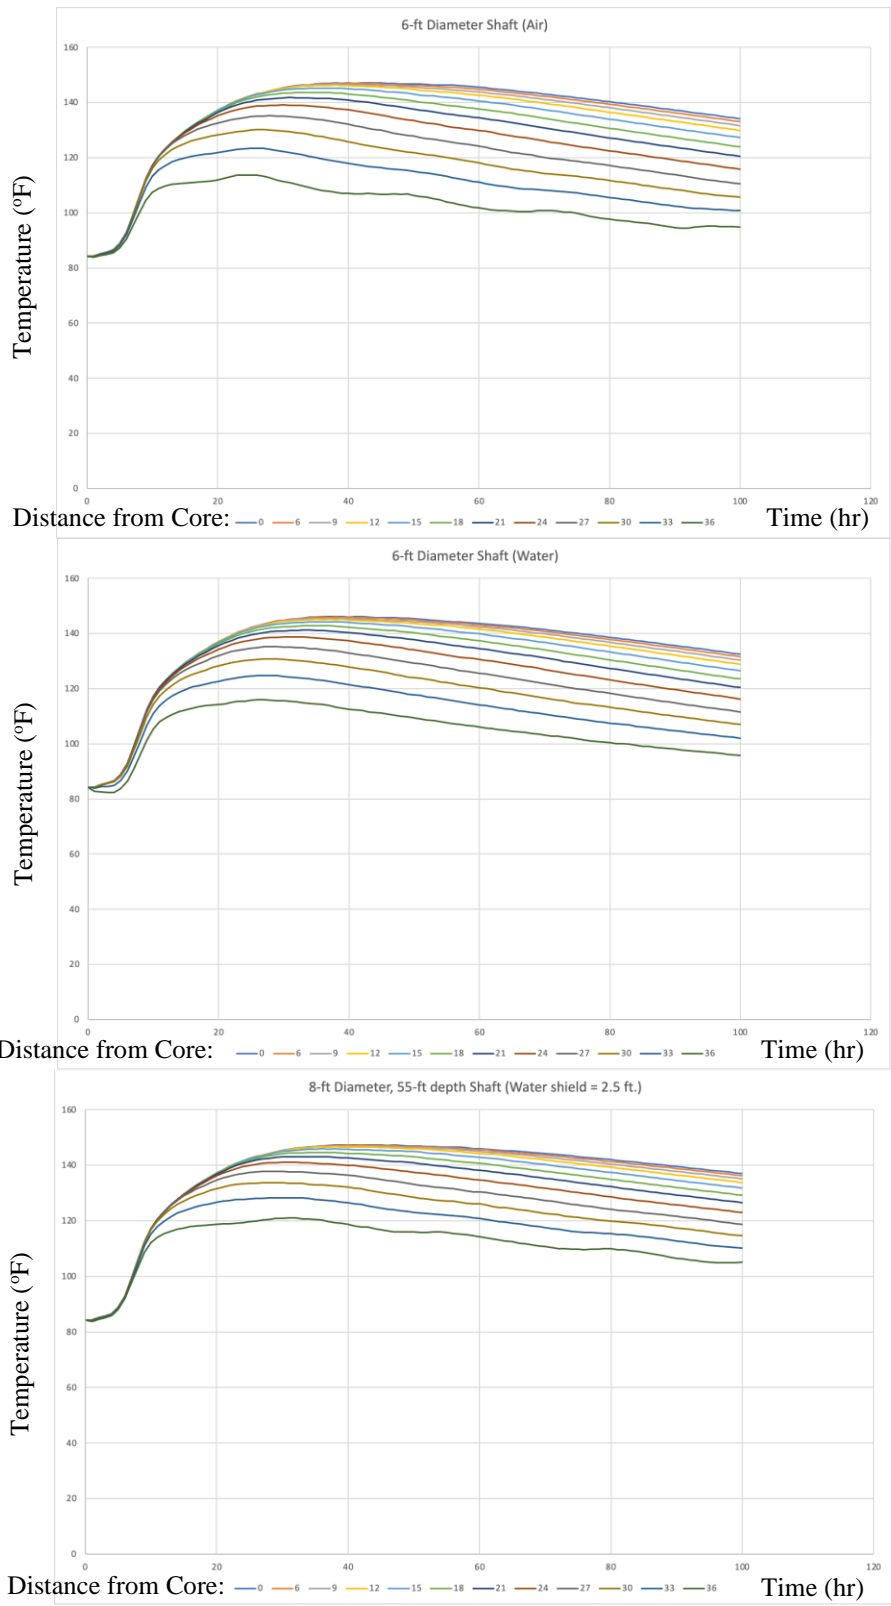 6-ft Diameter Shaft (Air)
Temperature (°F)
160
140
120
100
80
60
40
20
0
0 20 40 60 80 100 120
Distance from Core: 0 6 9 12 15 18 21 24 27 30 33 36 Time (hr)
6-ft Diameter Shaft (Water)
Temperature (°F)
160
140
120
100
80
60
40
20
0
0 20 40 60 80 100 120
Distance from Core: 0 6 9 12 15 18 21 24 27 30 33 36 Time (hr)
8-ft Diameter, 55-ft depth Shaft (Water shield = 2.5 ft.)
Temperature (°F)
160
140
120
100
80
60
40
20
0
0 20 40 60 80 100 120
Distance from Core: 0 6 9 12 15 18 21 24 27 30 33 36 Time (hr)